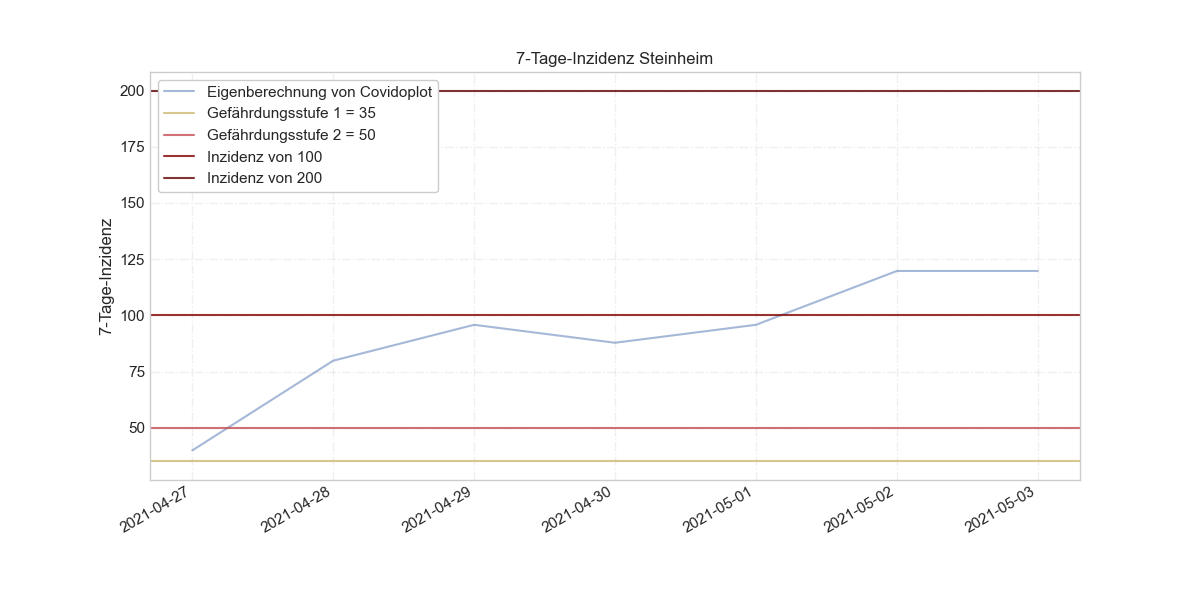 7-Tage-Inzidenz Steinheim
Eigenberechnung von Covidoplot
Gefährdungsstufe 1 = 35
Gefährdungsstufe 2 = 50
Inzidenz von 100
Inzidenz von 200
7-Tage-Inzidenz
200
175
150
125
100
75
50
2021-04-27
2021-04-28
2021-04-29
2021-04-30
2021-05-01
2021-05-02
2021-05-03